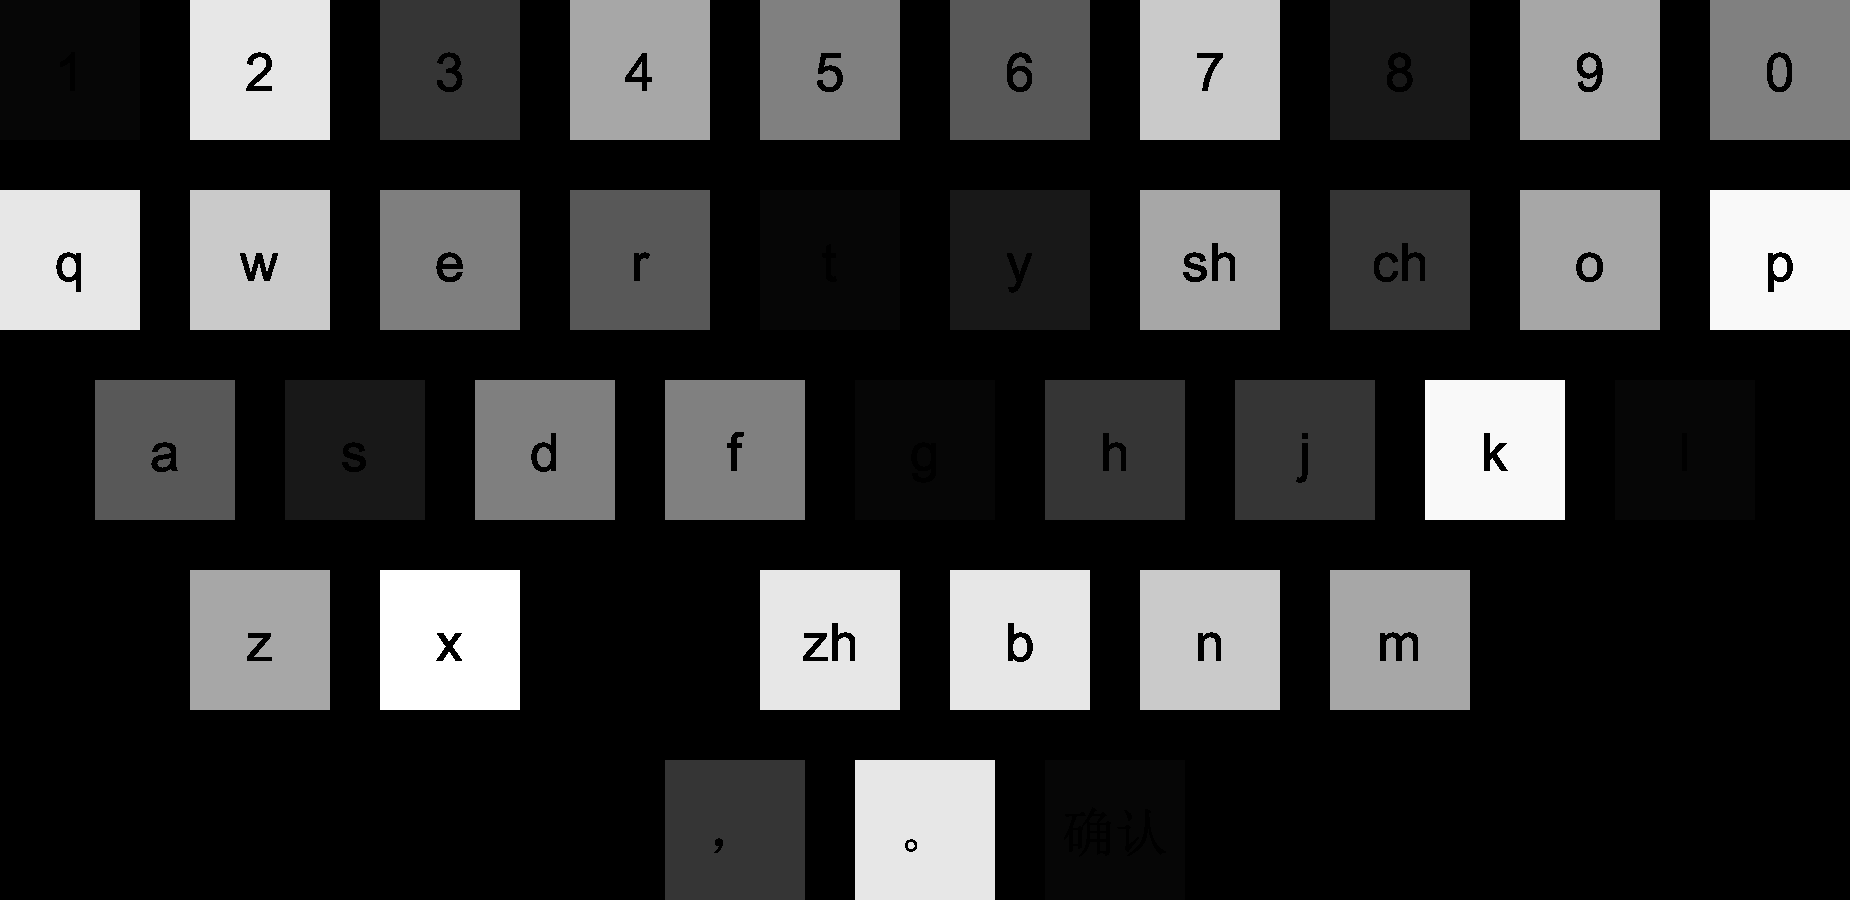 1 2 3 4 5 6 7 8 9 0
q w e r t y sh ch o p
a s d f g h j k l
z x zh b n m
， 。 确认